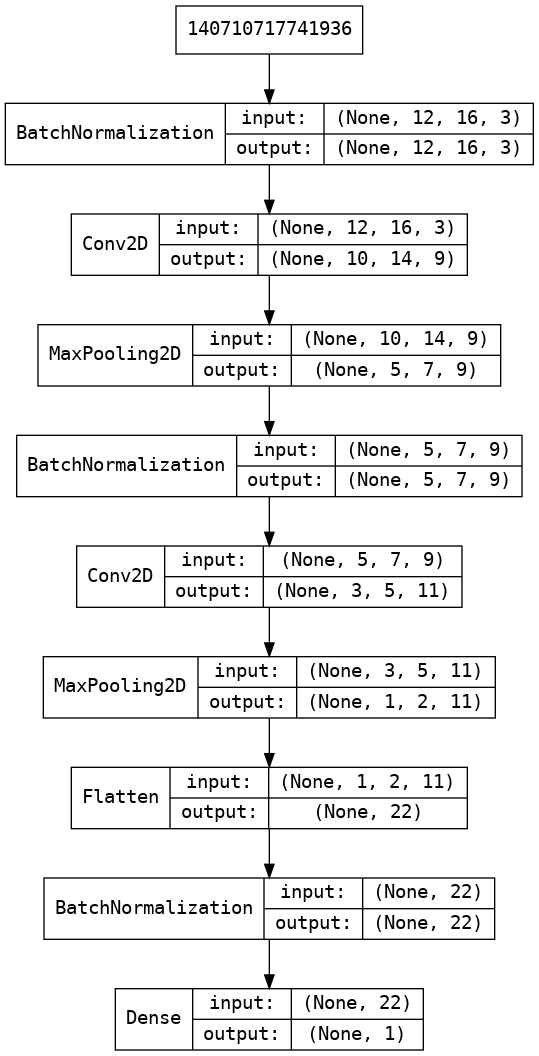 140710717741936
BatchNormalization
input: (None, 12, 16, 3)
output: (None, 12, 16, 3)
Conv2D
input: (None, 12, 16, 3)
output: (None, 10, 14, 9)
MaxPooling2D
input: (None, 10, 14, 9)
output: (None, 5, 7, 9)
BatchNormalization
input: (None, 5, 7, 9)
output: (None, 5, 7, 9)
Conv2D
input: (None, 5, 7, 9)
output: (None, 3, 5, 11)
MaxPooling2D
input: (None, 3, 5, 11)
output: (None, 1, 2, 11)
Flatten
input: (None, 1, 2, 11)
output: (None, 22)
BatchNormalization
input: (None, 22)
output: (None, 22)
Dense
input: (None, 22)
output: (None, 1)